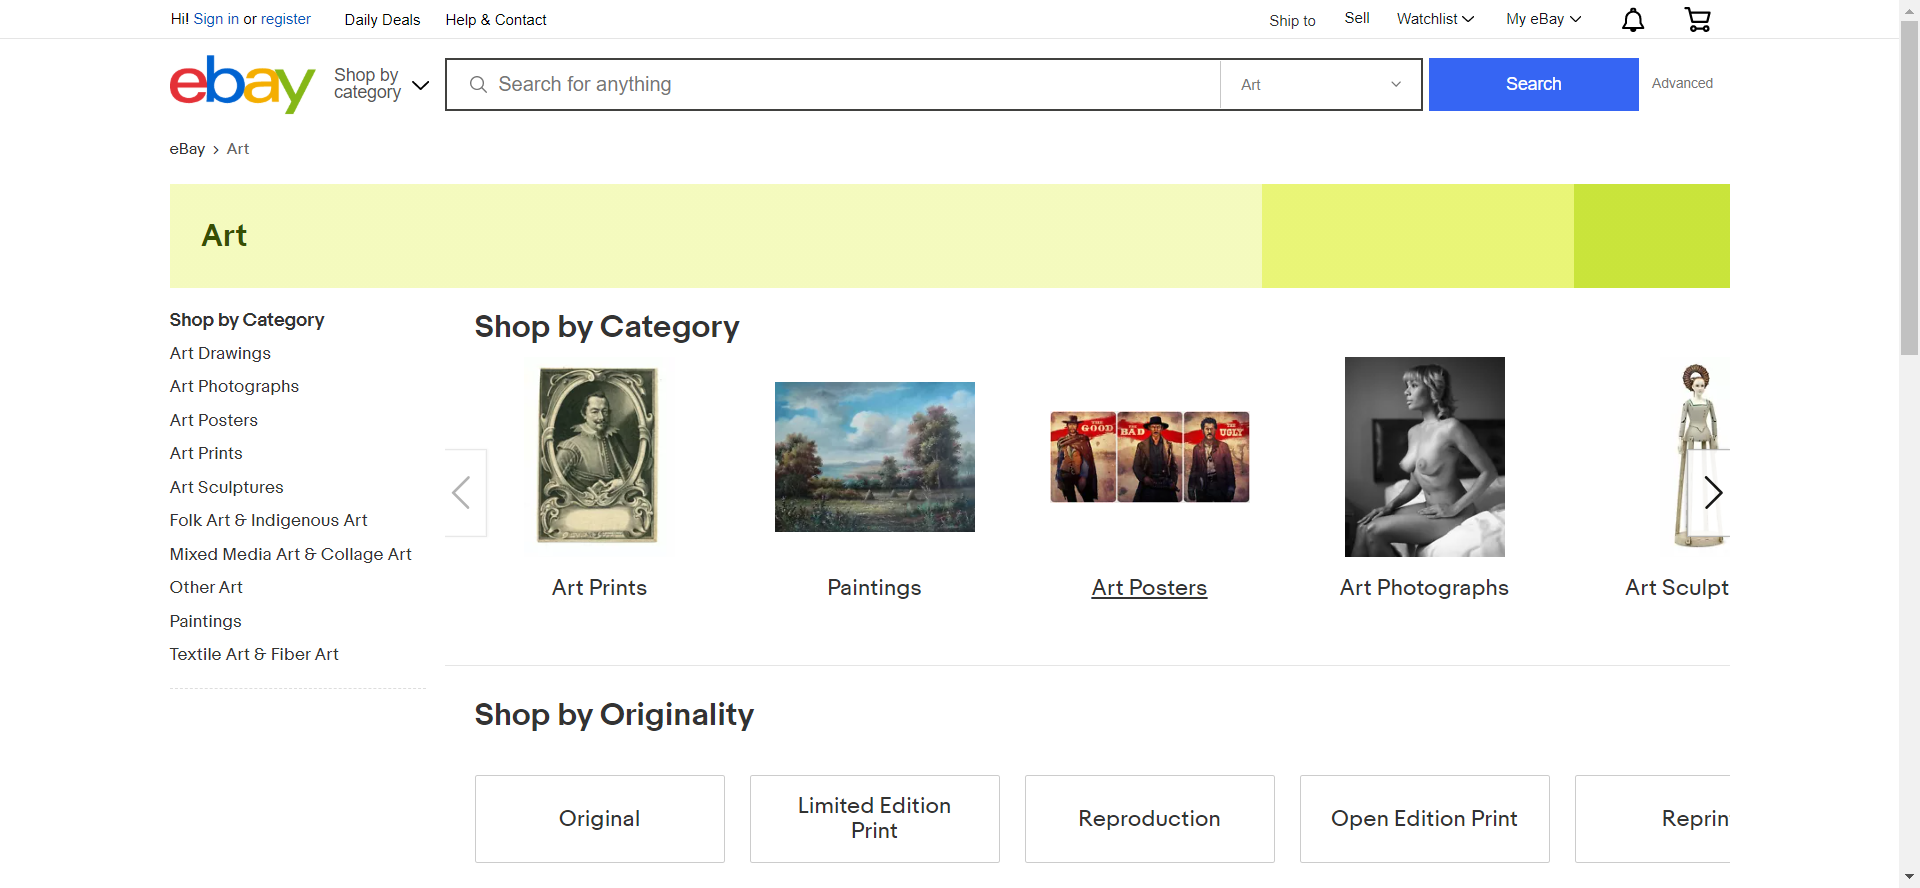 Hi! Sign in or register
Daily Deals
Help & Contact
Ship to
Sell
Watchlist
My eBay
ebay
Shop by
category
Search for anything
Art
Search
Advanced
eBay > Art
Art
Shop by Category
Art Drawings
Art Photographs
Art Posters
Art Prints
Art Sculptures
Folk Art & Indigenous Art
Mixed Media Art & Collage Art
Other Art
Paintings
Textile Art & Fiber Art
Shop by Category
THE GOOD
THE BAD
THE UGLY
Art Prints
Paintings
Art Posters
Art Photographs
Art Sculpt
Shop by Originality
Original
Limited Edition
Print
Reproduction
Open Edition Print
Reprin